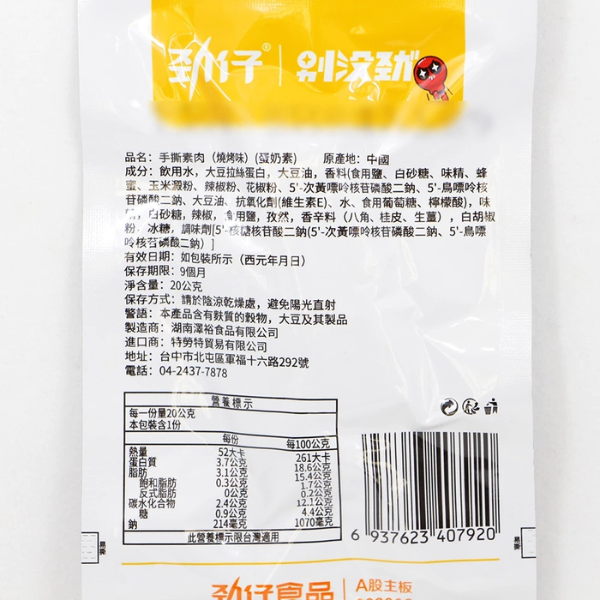 劲仔® | 别没劲
品名：手撕素肉（燒烤味）(蛋奶素） 原產地：中國
成分：飲用水，大豆拉絲蛋白，大豆油，香料(食用鹽、白砂糖、味精、蜂
蜜、玉米澱粉、辣椒粉、花椒粉、5'-次黃嘌呤核苷磷酸二鈉、5'-鳥嘌呤核
苷磷酸二鈉、大豆油、抗氧化劑(維生素E)、水、食用葡萄糖、檸檬酸)，味
，白砂糖，辣椒，食用鹽，孜然，香辛料（八角、桂皮、生薑），白胡椒
粉，冰糖，調味劑[5'-核糖核苷酸二鈉(5'-次黃嘌呤核苷磷酸二鈉、5'-鳥嘌
呤核苷磷酸二鈉）]
有效日期：如包裝所示（西元年月日）
保存期限：9個月
淨含量：20公克
保存方式：請於陰涼乾燥處，避免陽光直射
警語：本產品含有麩質的穀物，大豆及其製品
製造商：湖南澤裕食品有限公司
進口商：特勞特貿易有限公司
地址：台中市北屯區軍福十六路292號
電話：04-2437-7878
營養標示
每一份量20公克
本包裝含1份
每份 每100公克
熱量 52大卡 261大卡
蛋白質 3.7公克 18.6公克
脂肪 3.1公克 15.4公克
飽和脂肪 0.3公克 1.7公克
反式脂肪 0公克 0.2公克
碳水化合物 2.4公克 12.1公克
糖 0.9公克 4.4公克
鈉 214毫克 1070毫克
此營養標示限台灣適用
6 937623 407920
易撕
易撕
劲仔食品 | A股主板